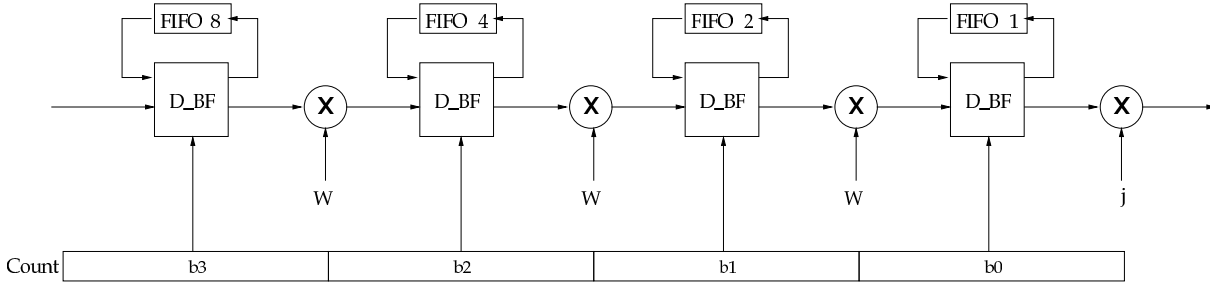 FIFO 8 FIFO 4 FIFO 2 FIFO 1
D_BF X D_BF X D_BF X D_BF X
W W W j
Count b3 b2 b1 b0